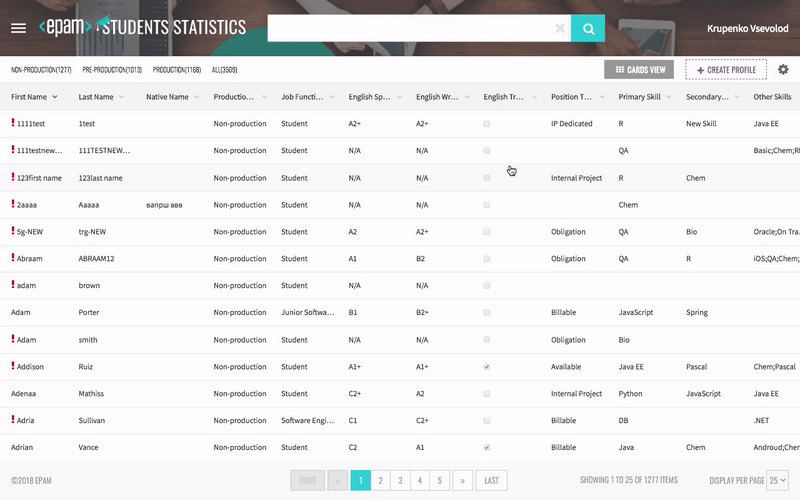 <epam> STUDENTS STATISTICS
Krupenko Vsevolod
NON-PRODUCTION(1277) PRE-PRODUCTION(1013) PRODUCTION(1168) ALL(3509)
CARDS VIEW
+ CREATE PROFILE
First Name Last Name Native Name Productio... Job Functi... English Sp... English Wr... English Tr... Position T... Primary Skill Secondary... Other Skills
! 1111test 1test Non-production Student A2+ A2+ IP Dedicated R New Skill Java EE
! 111testnew... 111TESTNEW... Non-production Student N/A N/A QA Basic;Chem;
! 123first name 123last name Non-production Student N/A N/A Internal Project R Chem
! 2aaaa Aaaaa вапрш ввв Non-production Student N/A N/A Chem
! 5g-NEW trg-NEW Non-production Student A2 A2+ Obligation QA Bio Oracle;On Tra...
! Abraam ABRAAM12 Non-production Student A1 B2 Obligation QA R iOS;QA;Chem;
! adam brown Non-production Student N/A N/A
Adam Porter Non-production Junior Softwa... B1 B2+ Billable JavaScript Spring
! Adam smith Non-production Student N/A N/A Obligation Bio
! Addison Ruiz Non-production Student A1+ A1+ Available Java EE Pascal Chem;Pascal
Adenaa Mathiss Non-production Student C2+ A2 Internal Project Python JavaScript Java EE
! Adria Sullivan Non-production Software Engi... C1 C2+ Billable DB .NET
Adrian Vance Non-production Student C2 A1 Billable Java Chem Androud;Chem
©2018 EPAM FIRST « 1 2 3 4 5 » LAST SHOWING 1 TO 25 OF 1277 ITEMS DISPLAY PER PAGE 25